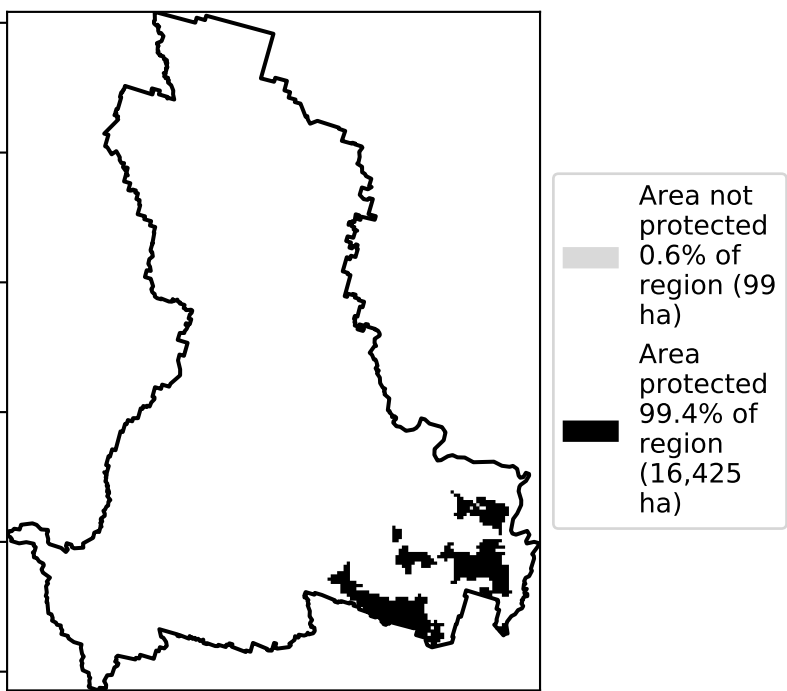 Area not
protected
0.6% of
region (99
ha)
Area
protected
99.4% of
region
(16,425
ha)